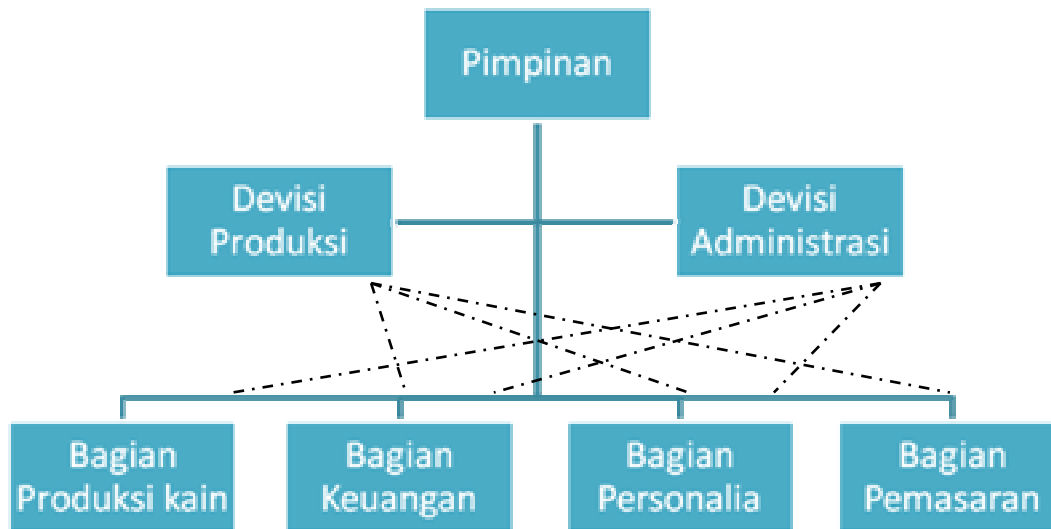 Pimpinan
Devisi
Produksi
Devisi
Administrasi
Bagian
Produksi kain
Bagian
Keuangan
Bagian
Personalia
Bagian
Pemasaran